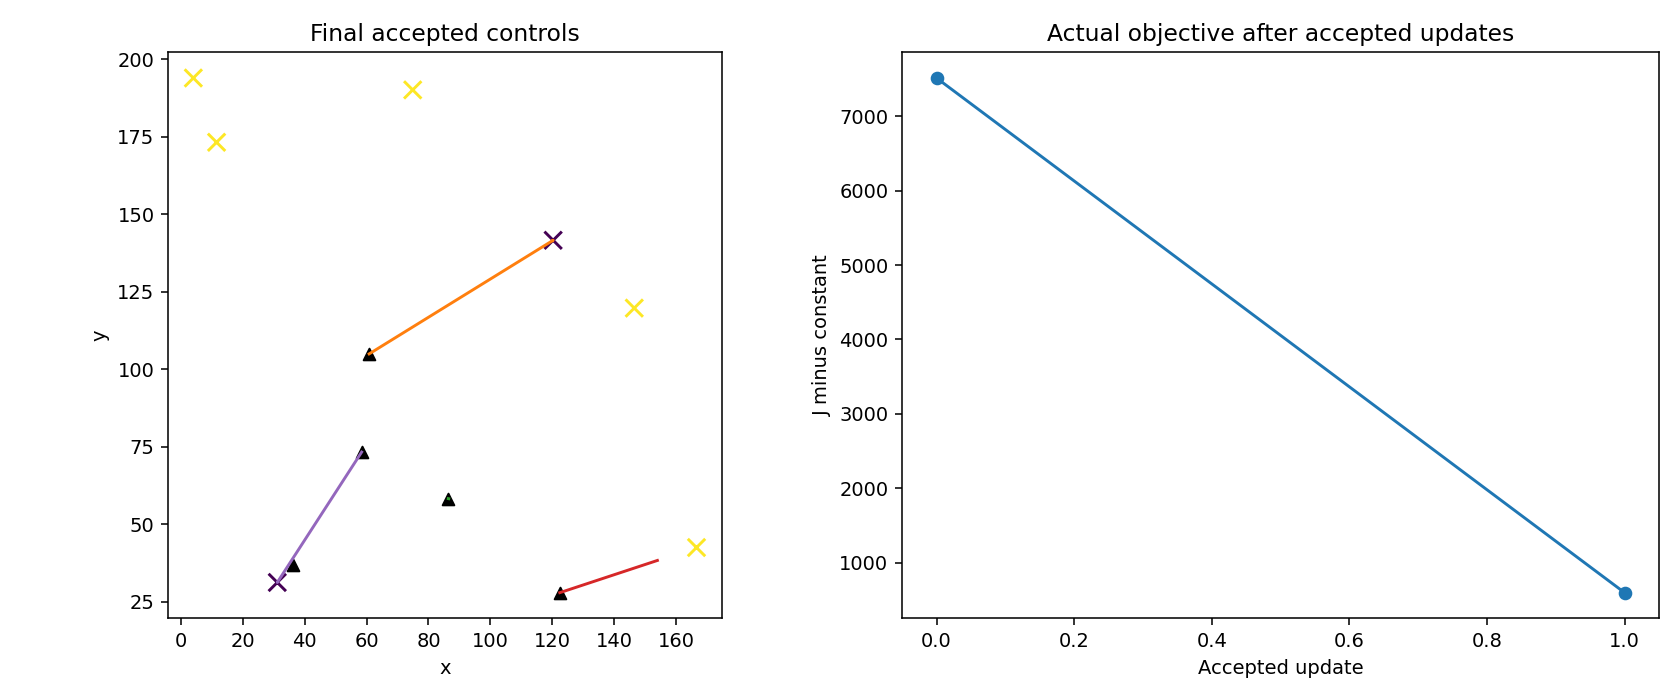 Final accepted controls
200
175
150
125
100
75
50
25
y
0 20 40 60 80 100 120 140 160
x
Actual objective after accepted updates
7000
6000
5000
4000
3000
2000
1000
J minus constant
0.0 0.2 0.4 0.6 0.8 1.0
Accepted update